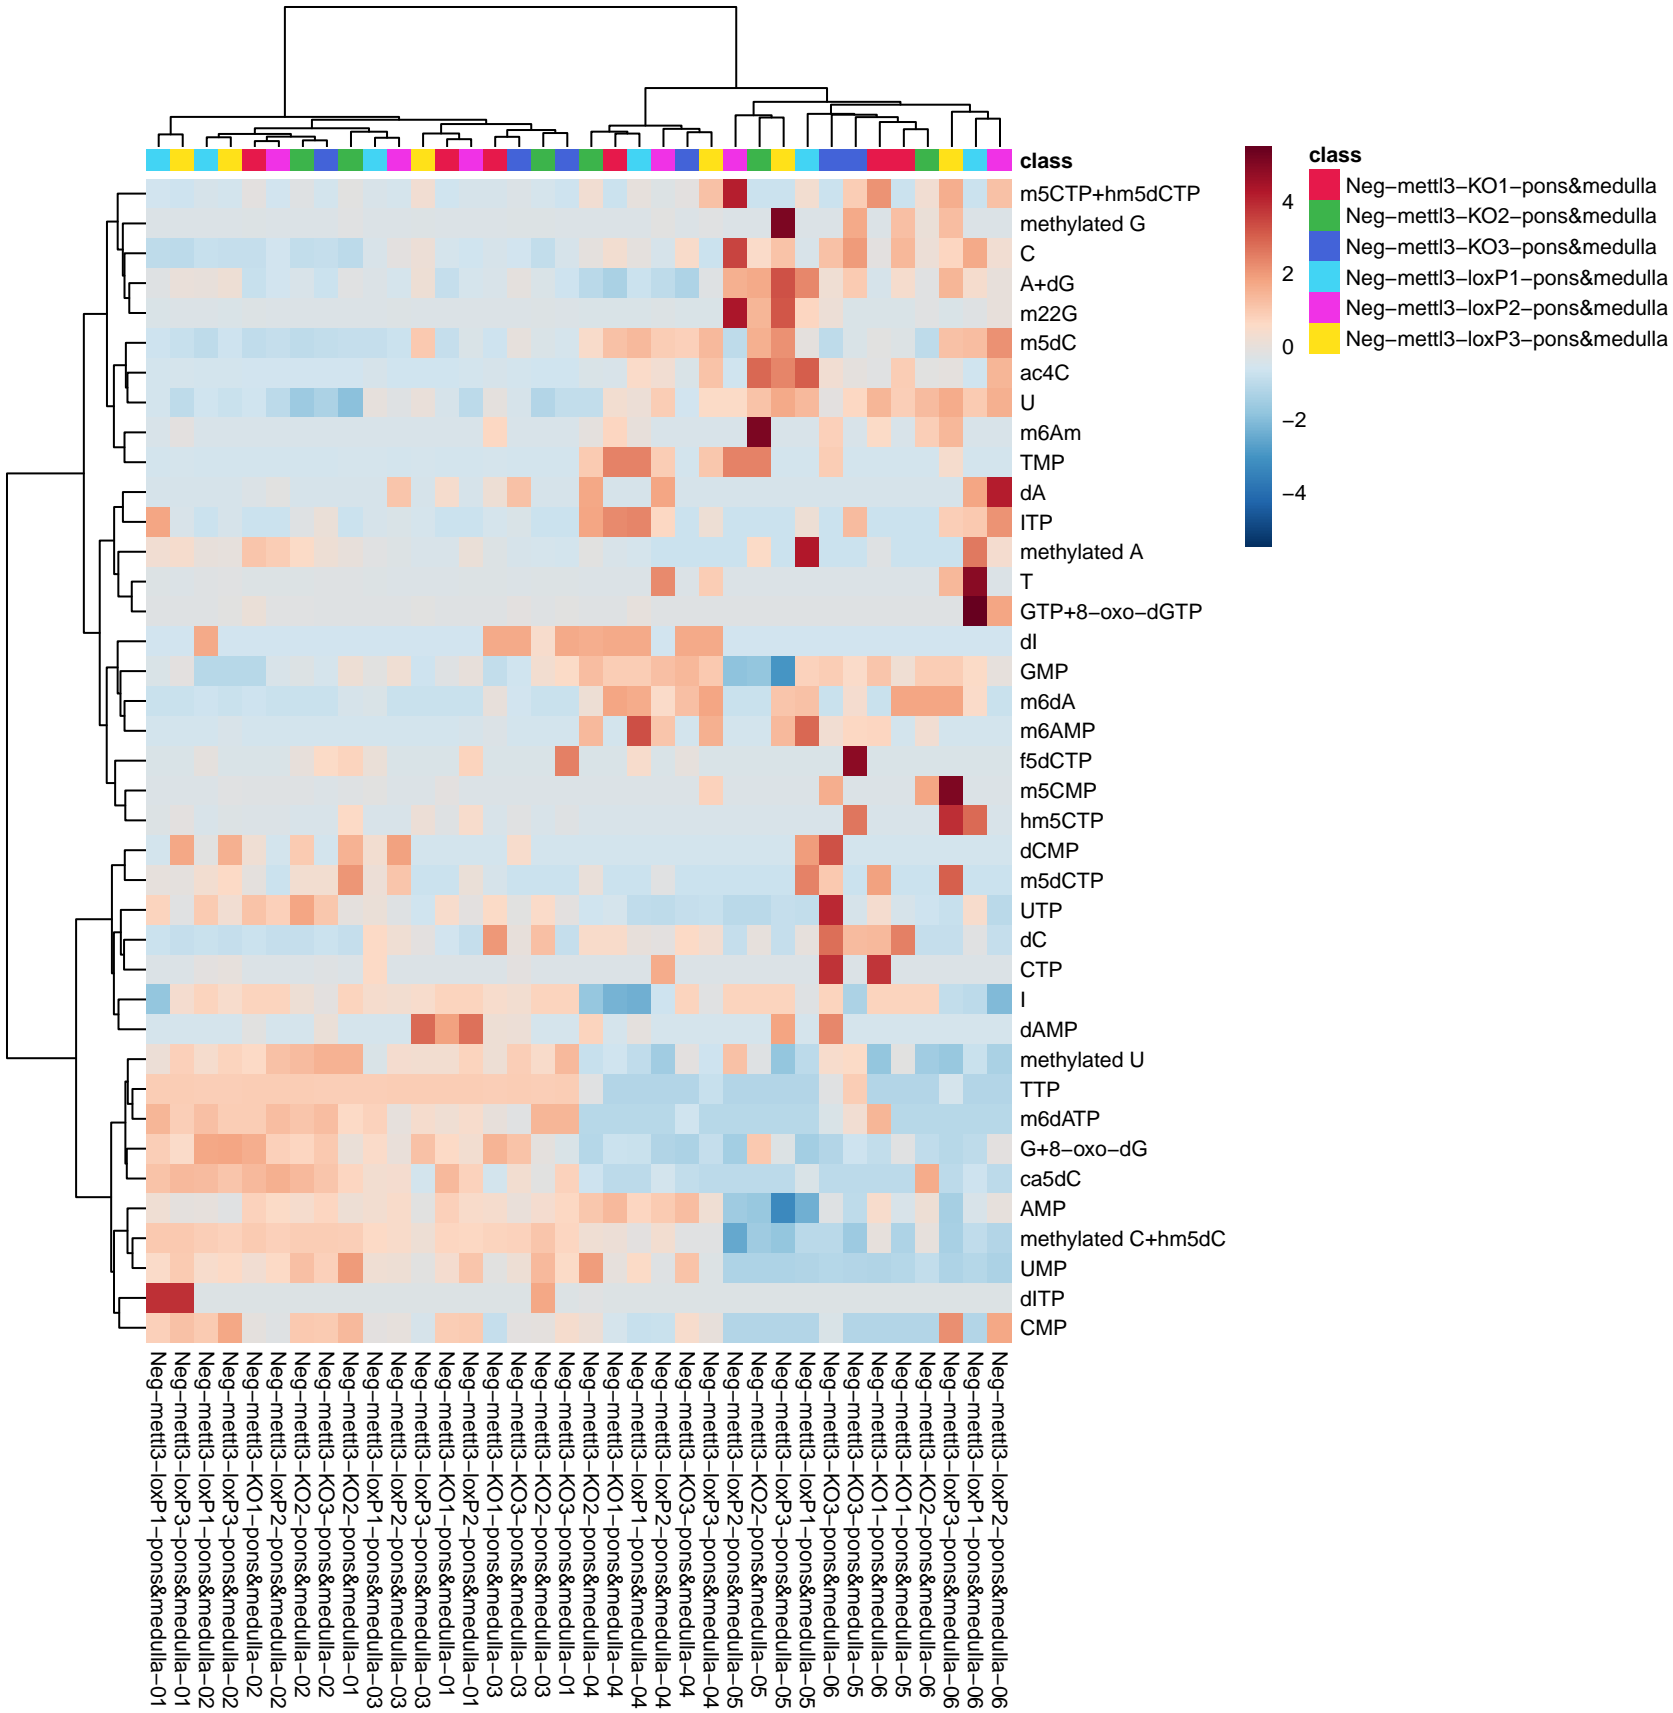 class
m5CTP+hm5dCTP
methylated G
C
A+dG
m22G
m5dC
ac4C
U
m6Am
TMP
dA
ITP
methylated A
T
GTP+8−oxo−dGTP
dI
GMP
m6dA
m6AMP
f5dCTP
m5CMP
hm5CTP
dCMP
m5dCTP
UTP
dC
CTP
I
dAMP
methylated U
TTP
m6dATP
G+8−oxo−dG
ca5dC
AMP
methylated C+hm5dC
UMP
dITP
CMP
4
2
0
−2
−4
class
Neg−mettl3−KO1−pons&medulla
Neg−mettl3−KO2−pons&medulla
Neg−mettl3−KO3−pons&medulla
Neg−mettl3−loxP1−pons&medulla
Neg−mettl3−loxP2−pons&medulla
Neg−mettl3−loxP3−pons&medulla
Neg−mettl3−loxP1−pons&medulla−01
Neg−mettl3−loxP3−pons&medulla−01
Neg−mettl3−loxP1−pons&medulla−02
Neg−mettl3−loxP3−pons&medulla−02
Neg−mettl3−KO1−pons&medulla−02
Neg−mettl3−loxP2−pons&medulla−02
Neg−mettl3−KO2−pons&medulla−02
Neg−mettl3−KO3−pons&medulla−02
Neg−mettl3−KO2−pons&medulla−01
Neg−mettl3−loxP1−pons&medulla−03
Neg−mettl3−loxP2−pons&medulla−03
Neg−mettl3−loxP3−pons&medulla−03
Neg−mettl3−KO1−pons&medulla−01
Neg−mettl3−loxP2−pons&medulla−01
Neg−mettl3−KO1−pons&medulla−03
Neg−mettl3−KO3−pons&medulla−03
Neg−mettl3−KO2−pons&medulla−03
Neg−mettl3−KO3−pons&medulla−01
Neg−mettl3−KO2−pons&medulla−04
Neg−mettl3−KO1−pons&medulla−04
Neg−mettl3−loxP1−pons&medulla−04
Neg−mettl3−loxP2−pons&medulla−04
Neg−mettl3−KO3−pons&medulla−04
Neg−mettl3−loxP3−pons&medulla−04
Neg−mettl3−loxP2−pons&medulla−05
Neg−mettl3−KO2−pons&medulla−05
Neg−mettl3−loxP3−pons&medulla−05
Neg−mettl3−loxP1−pons&medulla−05
Neg−mettl3−KO3−pons&medulla−06
Neg−mettl3−KO3−pons&medulla−05
Neg−mettl3−KO1−pons&medulla−06
Neg−mettl3−KO1−pons&medulla−05
Neg−mettl3−KO2−pons&medulla−06
Neg−mettl3−loxP3−pons&medulla−06
Neg−mettl3−loxP1−pons&medulla−06
Neg−mettl3−loxP2−pons&medulla−06